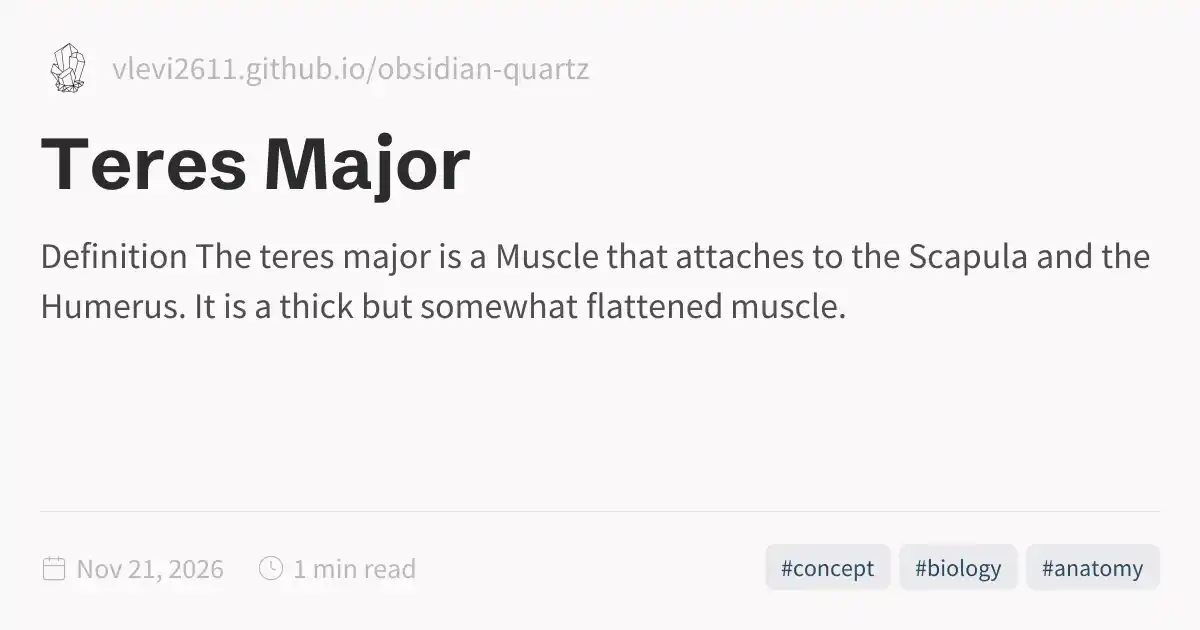 vlevi2611.github.io/obsidian-quartz
Teres Major
Definition The teres major is a Muscle that attaches to the Scapula and the
Humerus. It is a thick but somewhat flattened muscle.
Nov 21, 2026 1 min read #concept #biology #anatomy